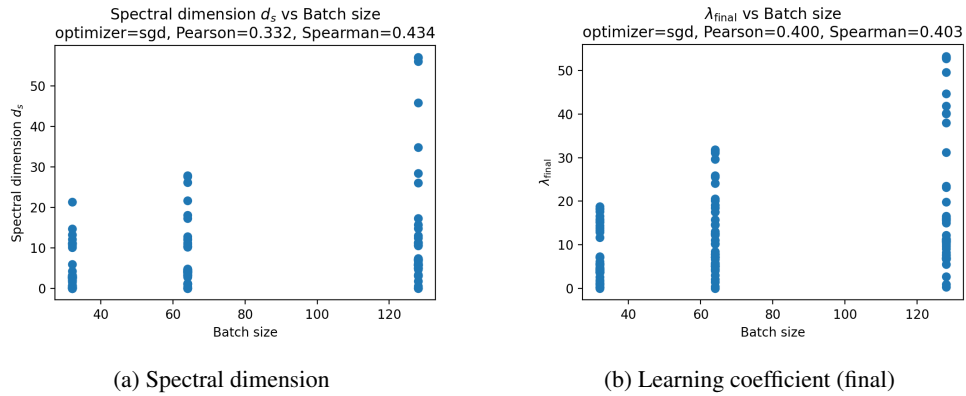 Spectral dimension d_s vs Batch size
optimizer=sgd, Pearson=0.332, Spearman=0.434
Spectral dimension d_s
50
40
30
20
10
0
40
60
80
100
120
Batch size
(a) Spectral dimension
λ_final vs Batch size
optimizer=sgd, Pearson=0.400, Spearman=0.403
λ_final
50
40
30
20
10
0
40
60
80
100
120
Batch size
(b) Learning coefficient (final)